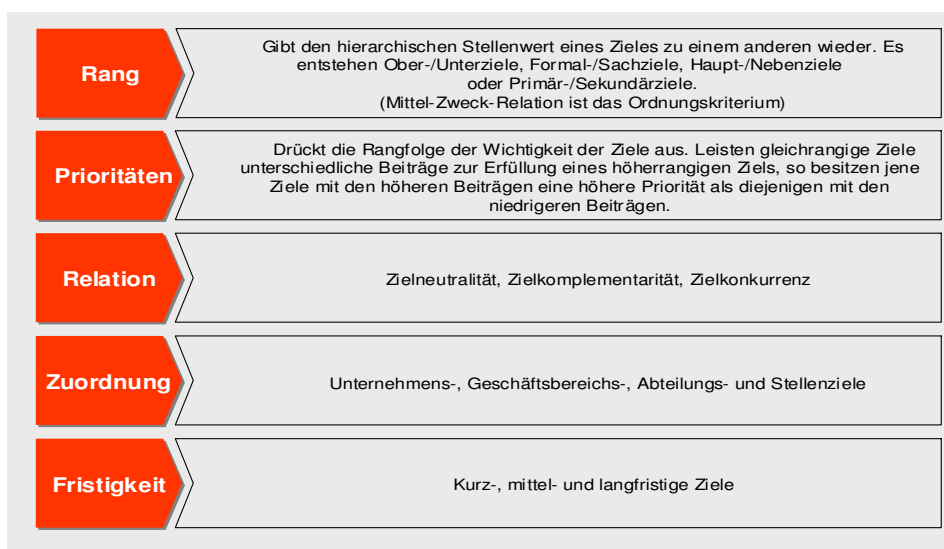 Rang
Gibt den hierarchischen Stellenwert eines Zieles zu einem anderen wieder. Es
entstehen Ober-/Unterziele, Formal-/Sachziele, Haupt-/Nebenziele
oder Primär-/Sekundärziele.
(Mittel-Zweck-Relation ist das Ordnungskriterium)
Prioritäten
Drückt die Rangfolge der Wichtigkeit der Ziele aus. Leisten gleichrangige Ziele
unterschiedliche Beiträge zur Erfüllung eines höherrangigen Ziels, so besitzen jene
Ziele mit den höheren Beiträgen eine höhere Priorität als diejenigen mit den
niedrigeren Beiträgen.
Relation
Zielneutralität, Zielkomplementarität, Zielkonkurrenz
Zuordnung
Unternehmens-, Geschäftsbereichs-, Abteilungs- und Stellenziele
Fristigkeit
Kurz-, mittel- und langfristige Ziele